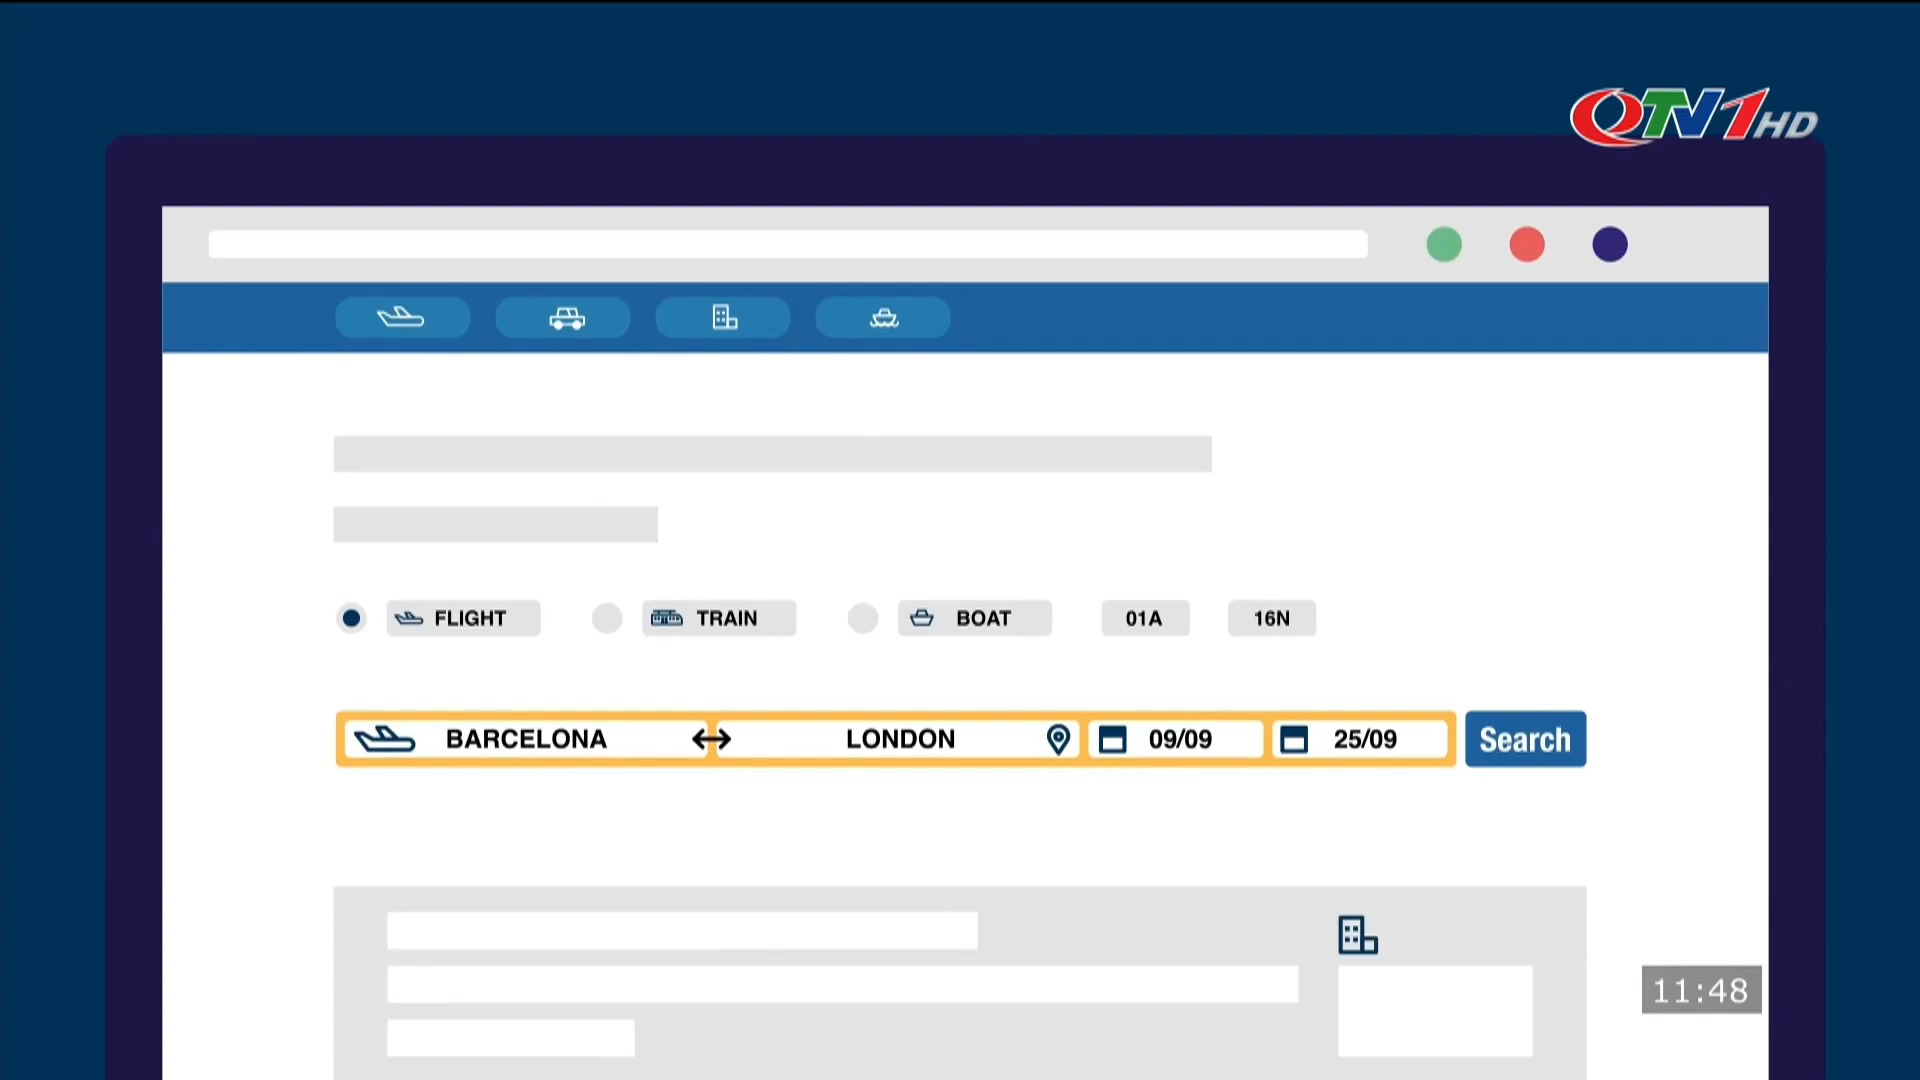 QTV1HD
FLIGHT TRAIN BOAT 01A 16N
BARCELONA LONDON 09/09 25/09 Search
11:48